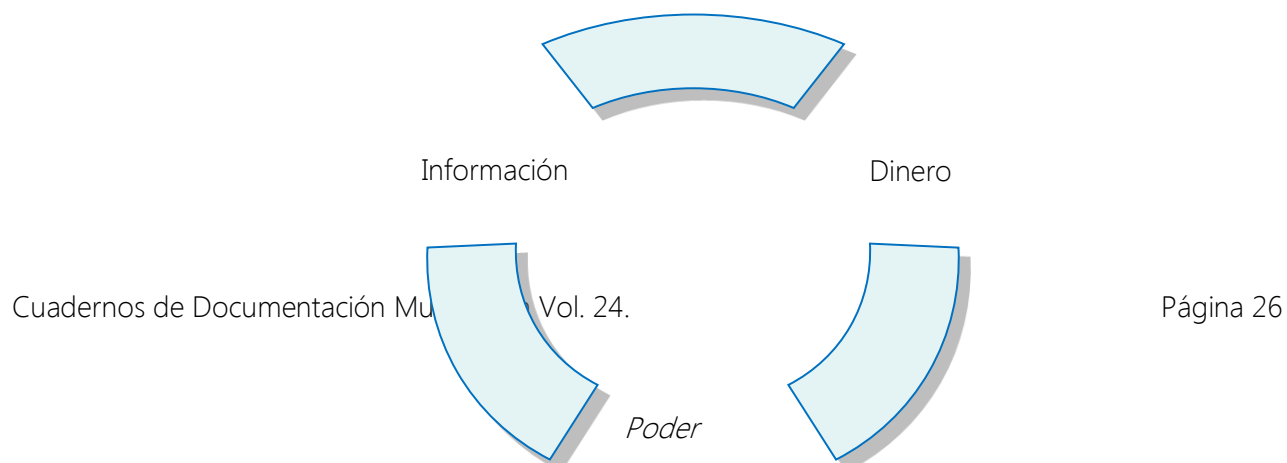 Información Dinero
Cuadernos de Documentación Vol. 24. Página 26
Poder